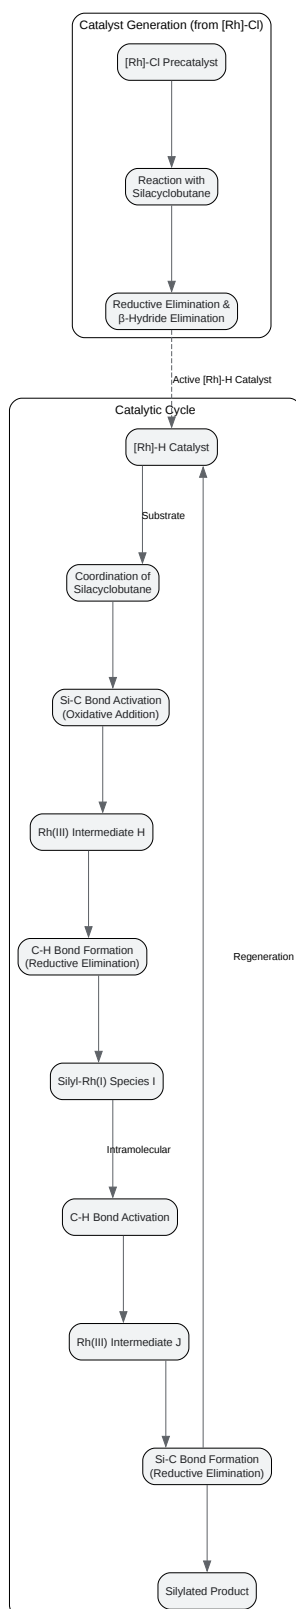 Catalyst Generation (from [Rh]-Cl)
[Rh]-Cl Precatalyst
Reaction with
Silacyclobutane
Reductive Elimination &
β-Hydride Elimination
Active [Rh]-H Catalyst
Catalytic Cycle
[Rh]-H Catalyst
Substrate
Coordination of
Silacyclobutane
Si-C Bond Activation
(Oxidative Addition)
Rh(III) Intermediate H
C-H Bond Formation
(Reductive Elimination)
Regeneration
Silyl-Rh(I) Species I
Intramolecular
C-H Bond Activation
Rh(III) Intermediate J
Si-C Bond Formation
(Reductive Elimination)
Silylated Product